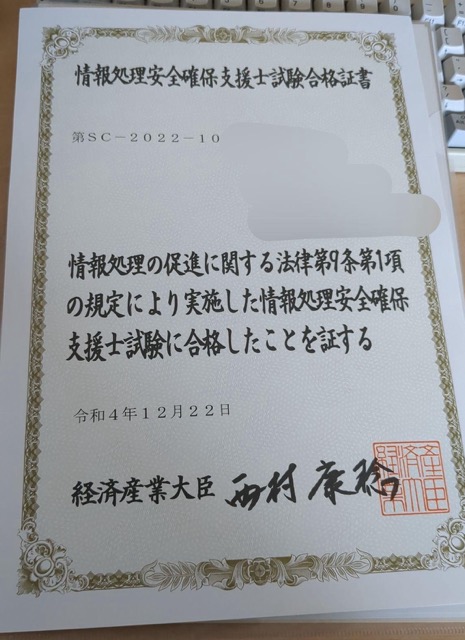 情報処理安全確保支援士試験合格証書
第SC－2022－10
情報処理の促進に関する法律第9条第1項
の規定により実施した情報処理安全確保
支援士試験に合格したことを証する
令和4年12月22日
経済産業大臣 西村康稔